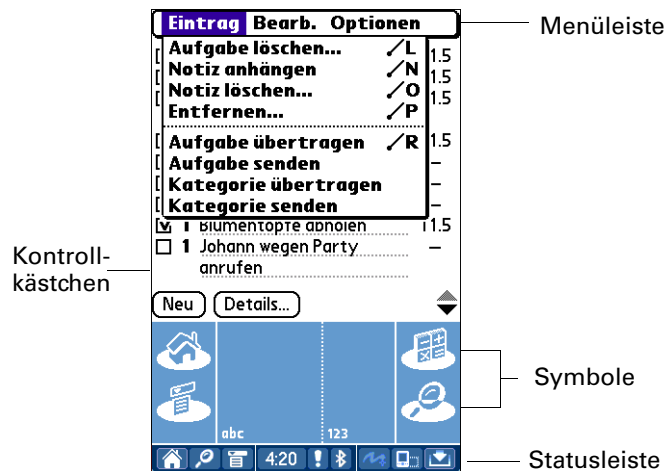 Eintrag Bearb. Optionen
Menüleiste
Aufgabe löschen... ⁄L
1.5
Notiz anhängen ⁄N
1.5
Notiz löschen... ⁄O
1.5
Entfernen... ⁄P
Aufgabe übertragen ⁄R
1.5
Aufgabe senden
–
Kategorie übertragen
–
Kategorie senden
–
1 Blumentöpfe abholen 11.5
1 Johann wegen Party –
anrufen
Kontroll-
kästchen
Neu Details...
Symbole
abc 123
4:20
Statusleiste